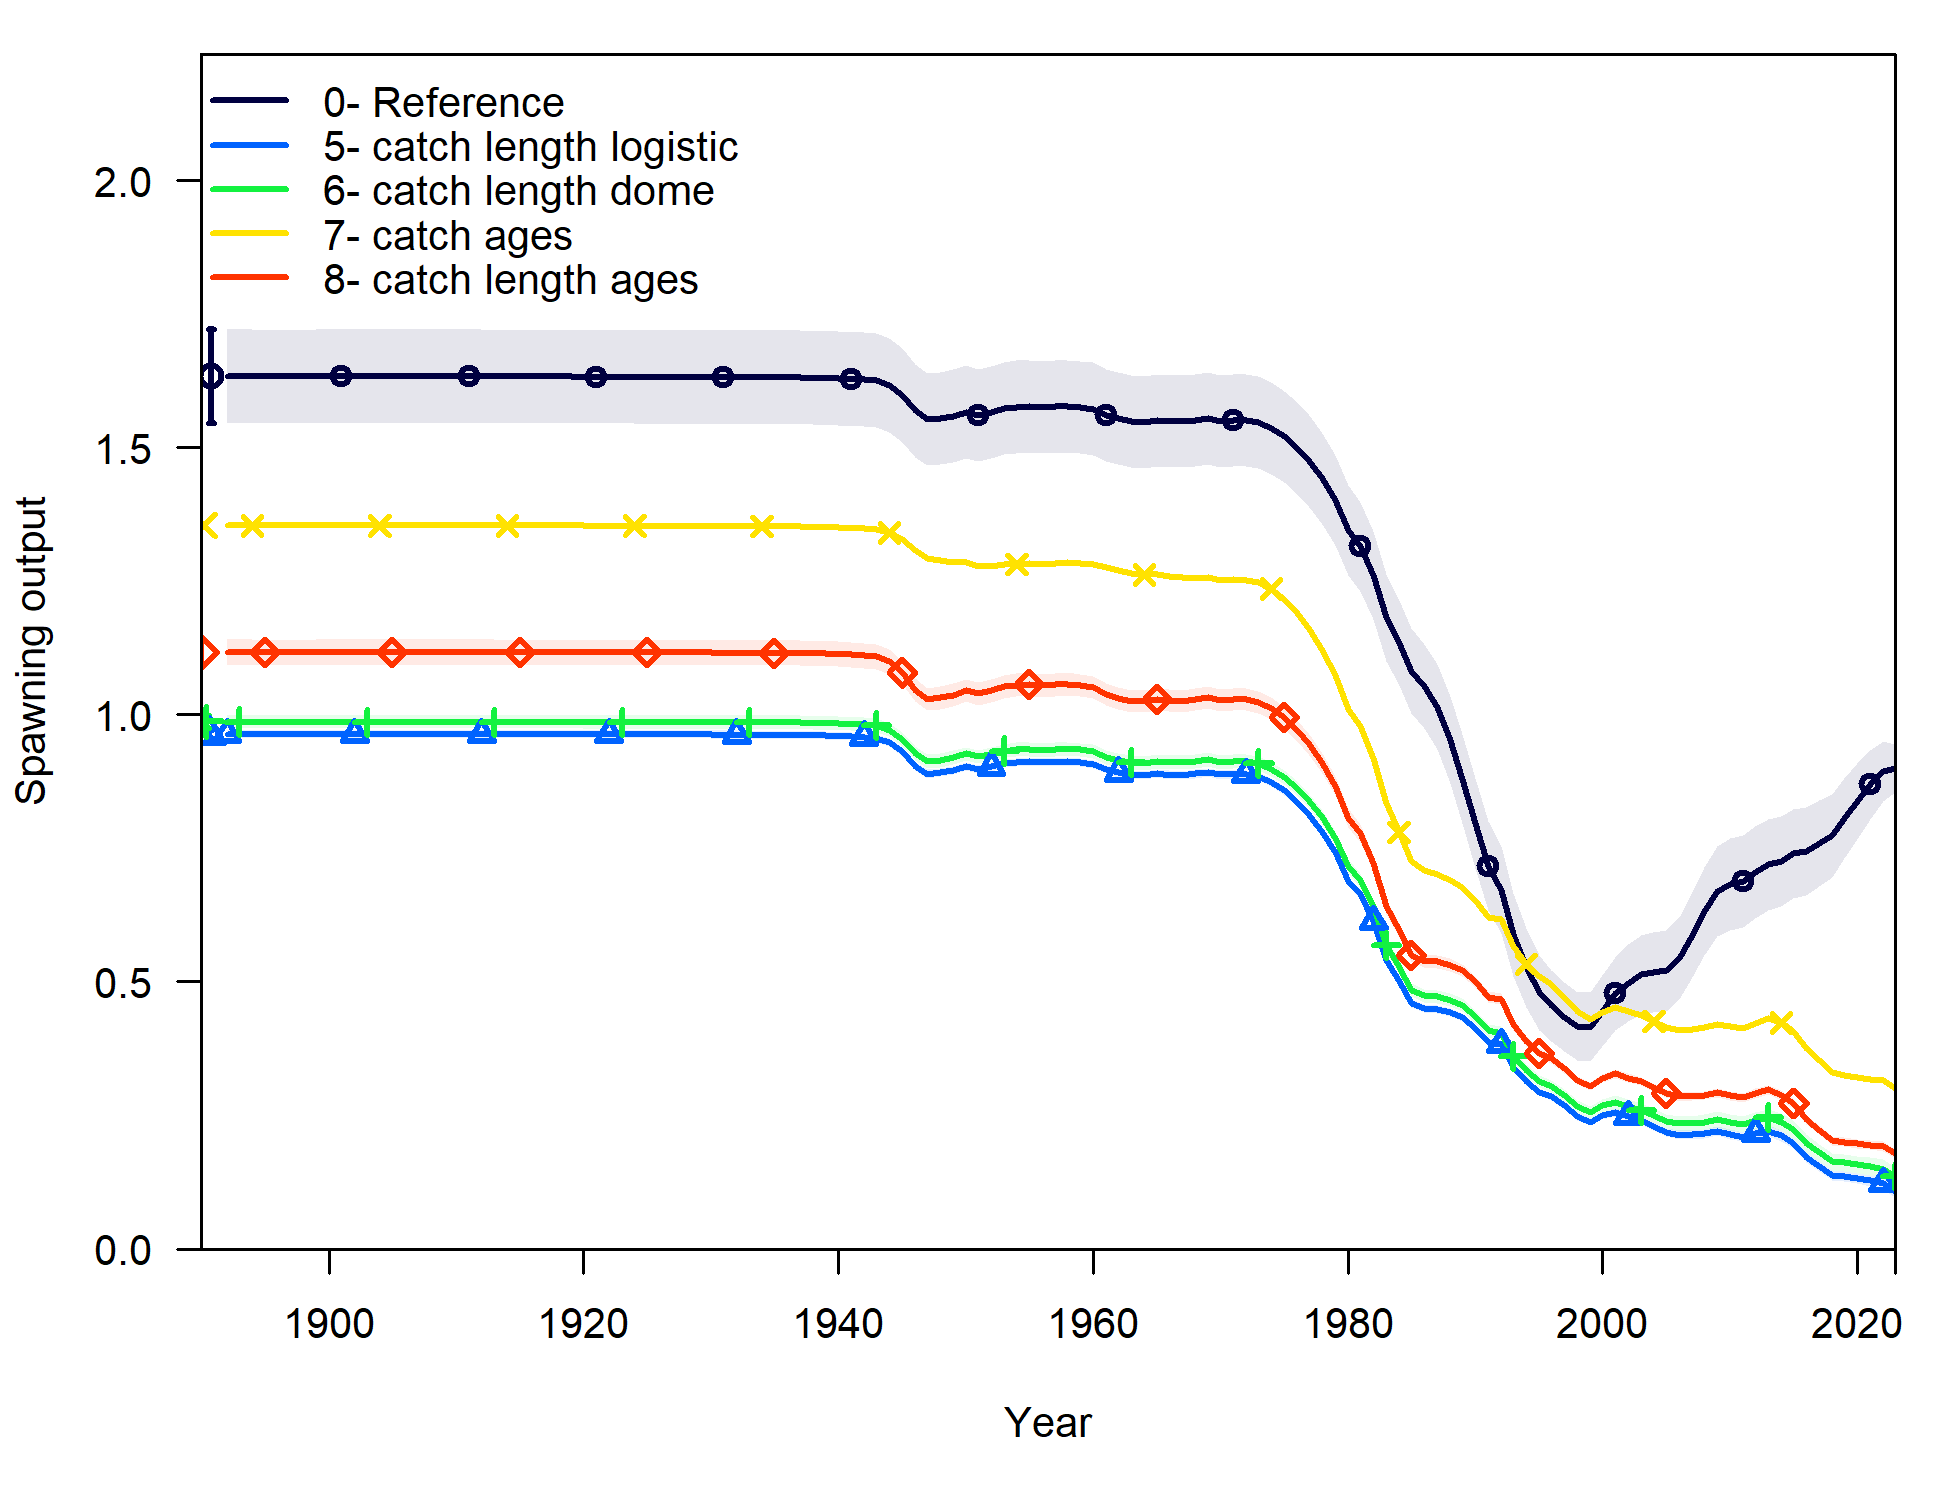 0- Reference
5- catch length logistic
6- catch length dome
7- catch ages
8- catch length ages
2.0
1.5
1.0
0.5
0.0
Spawning output
1900 1920 1940 1960 1980 2000 2020
Year